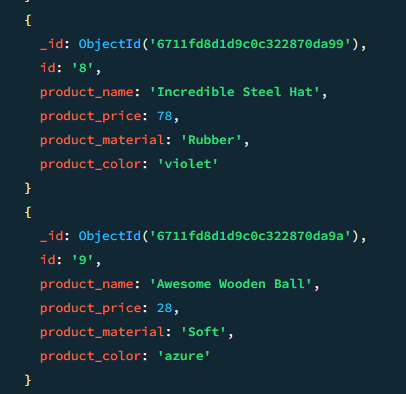 }
{
_id: ObjectId('6711fd8d1d9c0c322870da99'),
id: '8',
product_name: 'Incredible Steel Hat',
product_price: 78,
product_material: 'Rubber',
product_color: 'violet'
}
{
_id: ObjectId('6711fd8d1d9c0c322870da9a'),
id: '9',
product_name: 'Awesome Wooden Ball',
product_price: 28,
product_material: 'Soft',
product_color: 'azure'
}